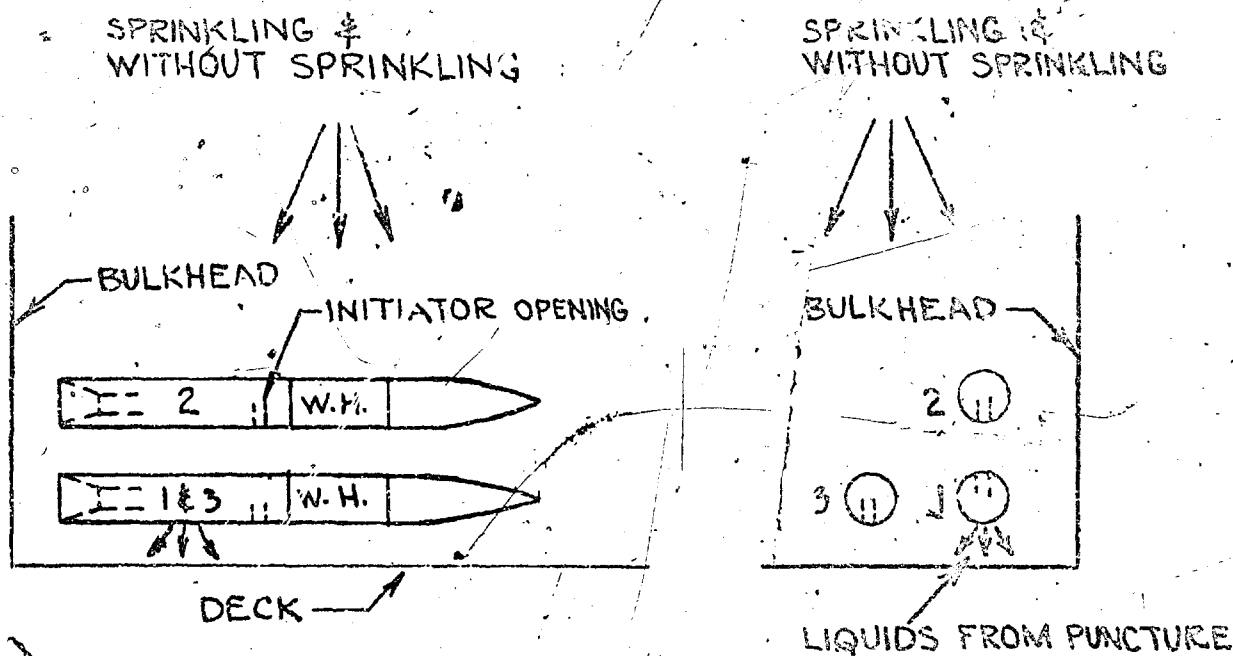 SPRINKLING &
WITHOUT SPRINKLING
BULKHEAD
INITIATOR OPENING
2 W.H.
1 & 3 W.H.
DECK
SPRINKLING &
WITHOUT SPRINKLING
BULKHEAD
2
3 1
LIQUIDS FROM PUNCTURE